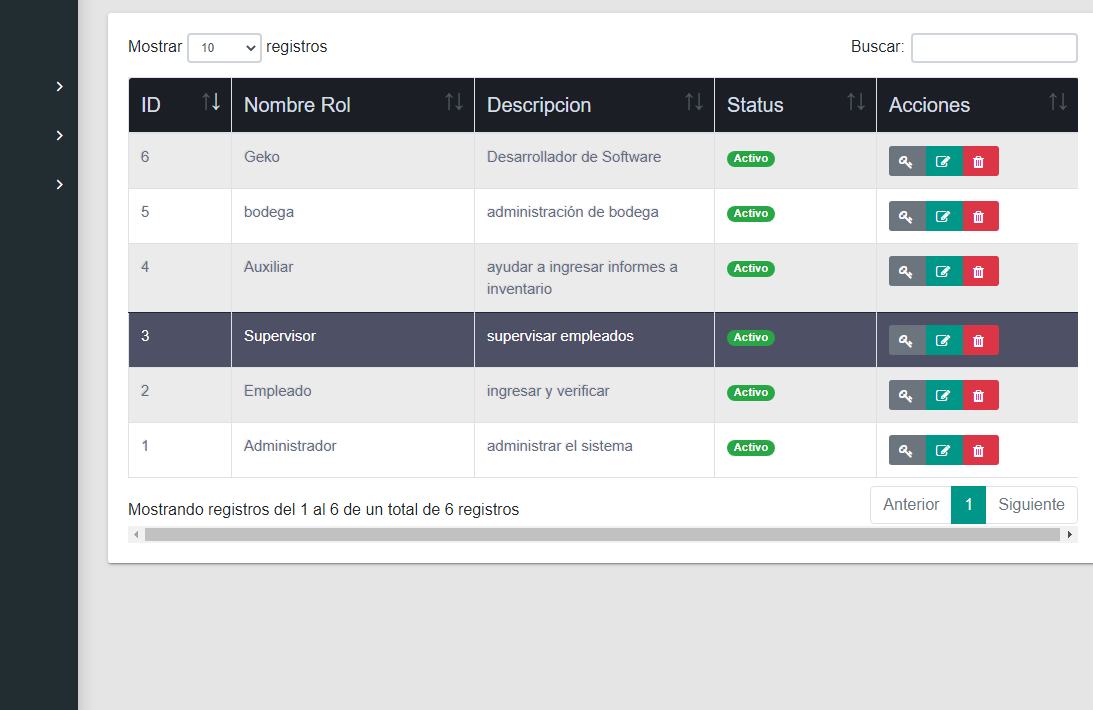 Mostrar 10 registros Buscar:
ID Nombre Rol Descripcion Status Acciones
6 Geko Desarrollador de Software Activo
5 bodega administración de bodega Activo
4 Auxiliar ayudar a ingresar informes a Activo
inventario
3 Supervisor supervisar empleados Activo
2 Empleado ingresar y verificar Activo
1 Administrador administrar el sistema Activo
Mostrando registros del 1 al 6 de un total de 6 registros Anterior 1 Siguiente